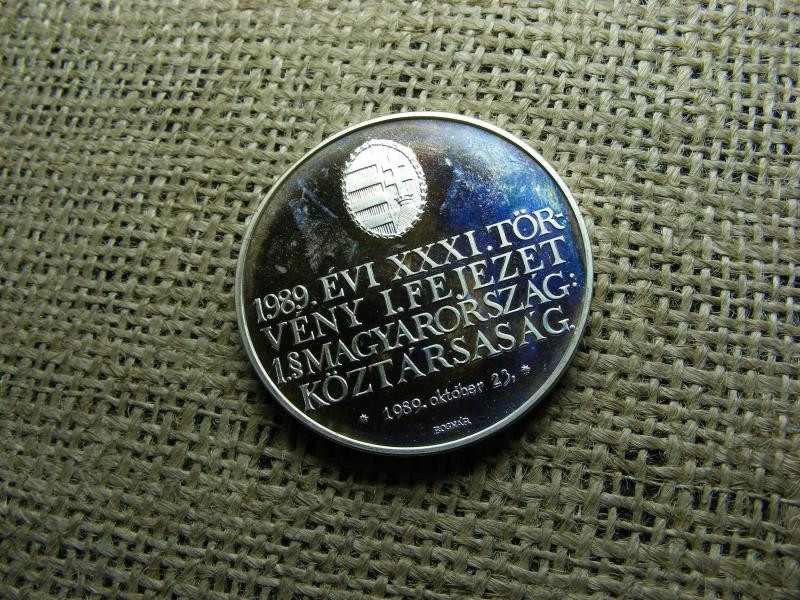 1989. ÉVI XXXI. TÖR-
VÉNY I. FEJEZET
1.§ MAGYARORSZÁG:
KÖZTÁRSASÁG.
* 1989. október 23. *
BOGNÁR